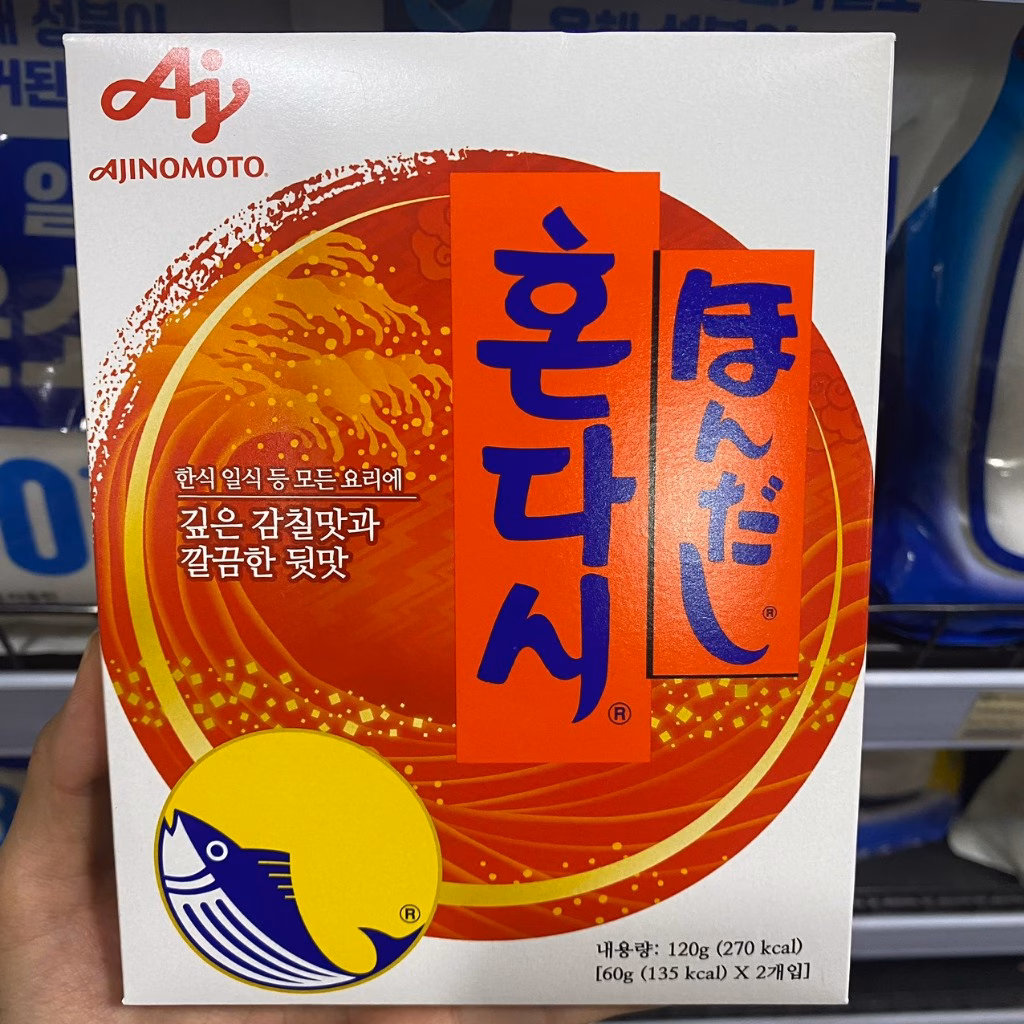 Aj
AJINOMOTO®
혼다시®
ほんだし®
한식 일식 등 모든 요리에
깊은 감칠맛과
깔끔한 뒷맛
®
내용량: 120g (270 kcal)
[60g (135 kcal) X 2개입]